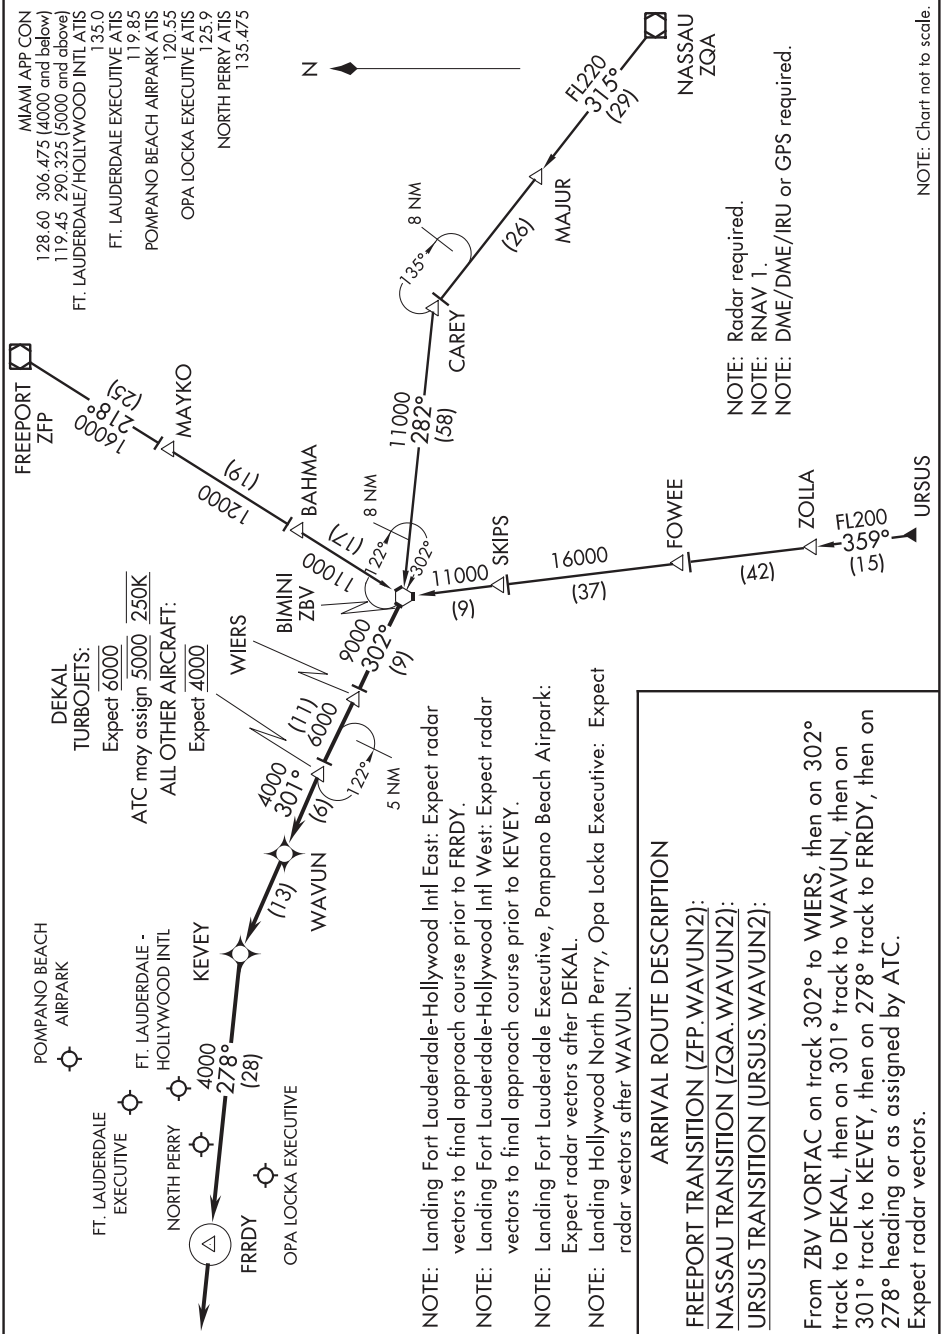 MIAMI APP CON
128.60 306.475 (4000 and below)
119.45 290.325 (5000 and above)
FT. LAUDERDALE/HOLLYWOOD INTL ATIS
135.0
FT. LAUDERDALE EXECUTIVE ATIS
119.85
POMPANO BEACH AIRPARK ATIS
120.55
OPA LOCKA EXECUTIVE ATIS
125.9
NORTH PERRY ATIS
135.475
N
NASSAU
ZQA
FL220
315°
(29)
MAJUR
(26)
8 NM
135°
CAREY
11000
282°
(58)
FREEPORT
ZFP
16000
218°
(25)
MAYKO
12000
(19)
BAHMA
11000
(17)
8 NM
122°
302°
BIMINI
ZBV
SKIPS
11000
(9)
16000
(37)
FOWEE
(42)
ZOLLA
FL200
359°
(15)
URSUS
NOTE: Radar required.
NOTE: RNAV 1.
NOTE: DME/DME/IRU or GPS required.
NOTE: Chart not to scale.
DEKAL
TURBOJETS:
Expect 6000
ATC may assign 5000 250K
ALL OTHER AIRCRAFT:
Expect 4000
WIERS
9000
302°
(9)
(11)
6000
122°
5 NM
4000
301°
(6)
WAVUN
(13)
KEVEY
POMPANO BEACH
AIRPARK
FT. LAUDERDALE
EXECUTIVE
FT. LAUDERDALE -
HOLLYWOOD INTL
NORTH PERRY
4000
278°
(28)
OPA LOCKA EXECUTIVE
FRRDY
NOTE: Landing Fort Lauderdale-Hollywood Intl East: Expect radar
vectors to final approach course prior to FRRDY.
NOTE: Landing Fort Lauderdale-Hollywood Intl West: Expect radar
vectors to final approach course prior to KEVEY.
NOTE: Landing Fort Lauderdale Executive, Pompano Beach Airpark:
Expect radar vectors after DEKAL.
NOTE: Landing Hollywood North Perry, Opa Locka Executive: Expect
radar vectors after WAVUN.
ARRIVAL ROUTE DESCRIPTION
FREEPORT TRANSITION (ZFP.WAVUN2):
NASSAU TRANSITION (ZQA.WAVUN2):
URSUS TRANSITION (URSUS.WAVUN2):
From ZBV VORTAC on track 302° to WIERS, then on 302°
track to DEKAL, then on 301° track to WAVUN, then on
301° track to KEVEY, then on 278° track to FRRDY, then on
278° heading or as assigned by ATC.
Expect radar vectors.